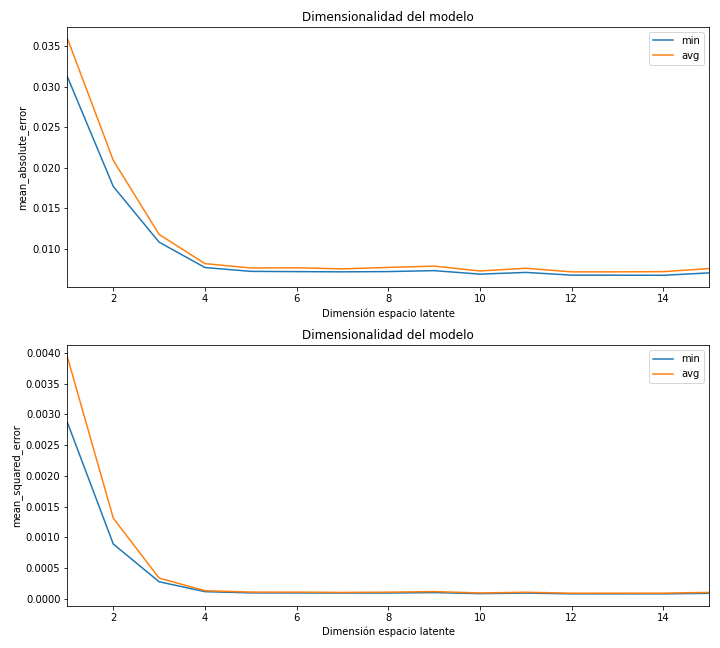 Dimensionalidad del modelo
min
avg
0.035
0.030
0.025
0.020
0.015
0.010
mean_absolute_error
2 4 6 8 10 12 14
Dimensión espacio latente
Dimensionalidad del modelo
min
avg
0.0040
0.0035
0.0030
0.0025
0.0020
0.0015
0.0010
0.0005
0.0000
mean_squared_error
2 4 6 8 10 12 14
Dimensión espacio latente